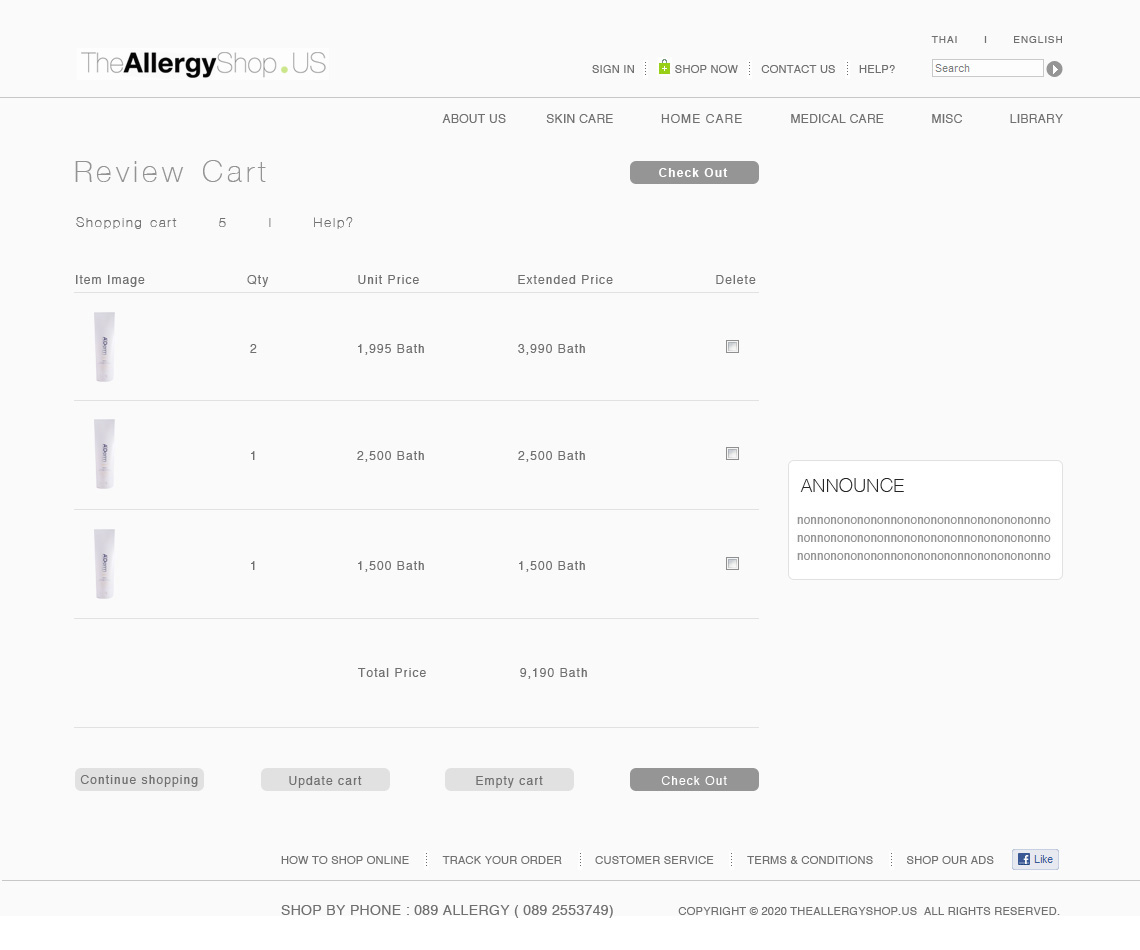 THAI I ENGLISH
TheAllergyShop.US
SIGN IN SHOP NOW CONTACT US HELP? Search
ABOUT US SKIN CARE HOME CARE MEDICAL CARE MISC LIBRARY
Review Cart Check Out
Shopping cart 5 I Help?
Item Image Qty Unit Price Extended Price Delete
2 1,995 Bath 3,990 Bath
1 2,500 Bath 2,500 Bath
1 1,500 Bath 1,500 Bath
Total Price 9,190 Bath
ANNOUNCE
nonnonononononnonononononnonononononno
nonnonononononnonononononnonononononno
nonnonononononnonononononnonononononno
Continue shopping Update cart Empty cart Check Out
HOW TO SHOP ONLINE TRACK YOUR ORDER CUSTOMER SERVICE TERMS & CONDITIONS SHOP OUR ADS Like
SHOP BY PHONE : 089 ALLERGY ( 089 2553749) COPYRIGHT © 2020 THEALLERGYSHOP.US ALL RIGHTS RESERVED.